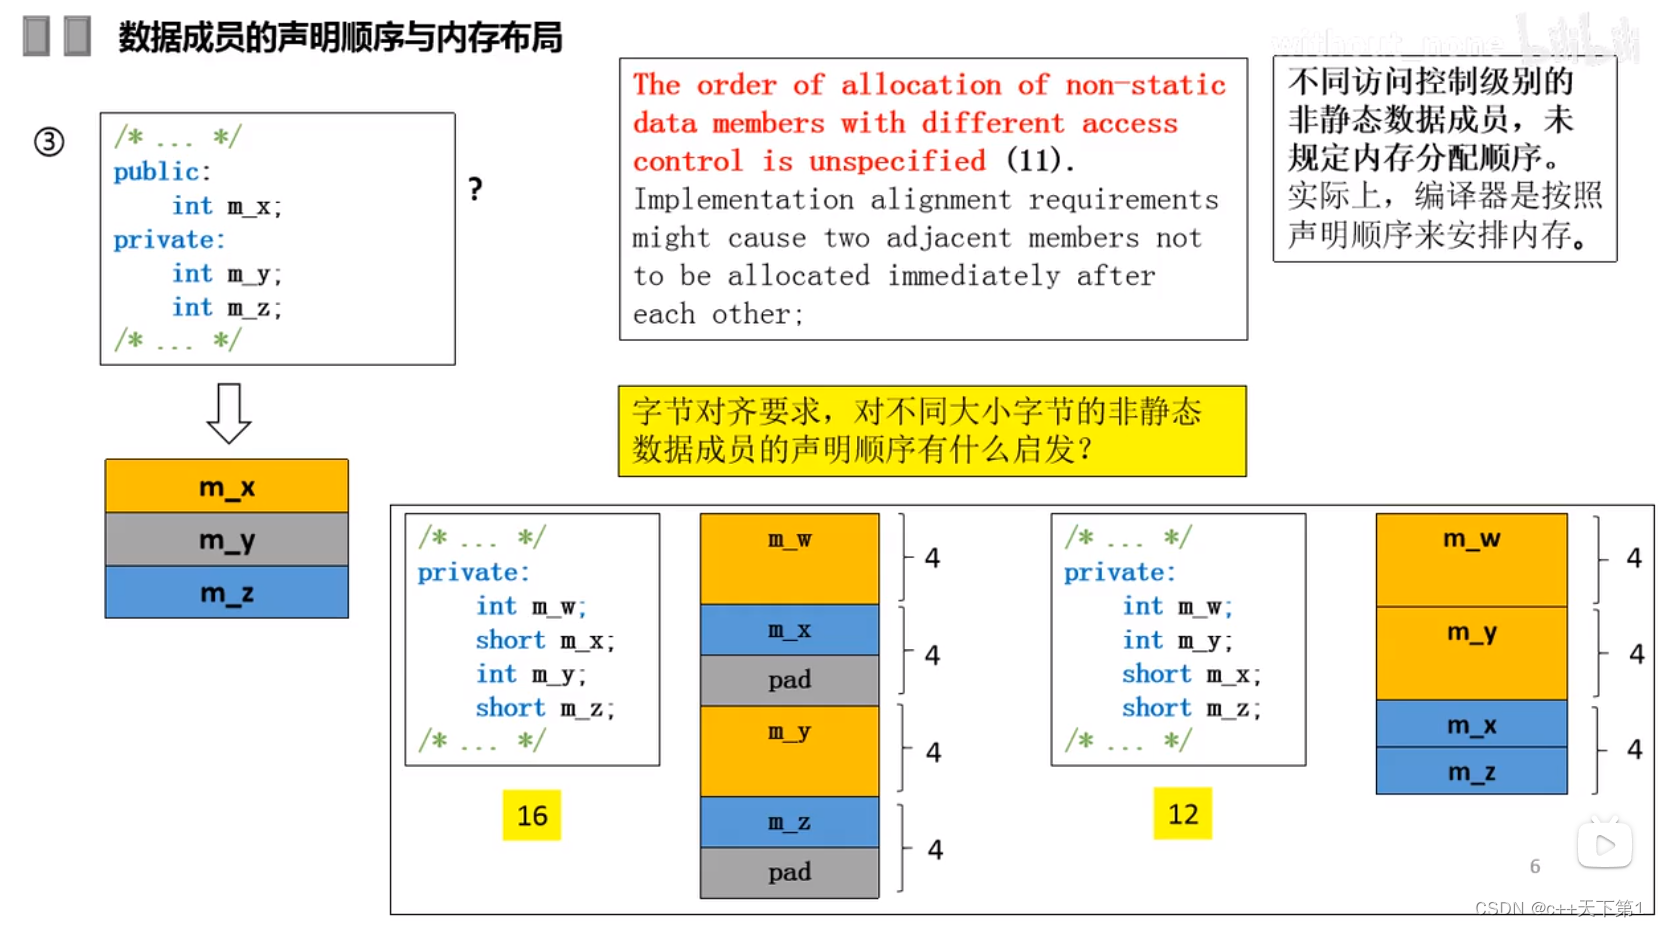 数据成员的声明顺序与内存布局
without_none bilibili
③
/* ... */
public:
int m_x;
private:
int m_y;
int m_z;
/* ... */
?
The order of allocation of non-static
data members with different access
control is unspecified (11).
Implementation alignment requirements
might cause two adjacent members not
to be allocated immediately after
each other;
不同访问控制级别的
非静态数据成员，未
规定内存分配顺序。
实际上，编译器是按照
声明顺序来安排内存。
字节对齐要求，对不同大小字节的非静态
数据成员的声明顺序有什么启发？
m_x
m_y
m_z
/* ... */
private:
int m_w;
short m_x;
int m_y;
short m_z;
/* ... */
16
m_w
4
m_x
pad
4
m_y
4
m_z
pad
4
/* ... */
private:
int m_w;
int m_y;
short m_x;
short m_z;
/* ... */
12
m_w
4
m_y
4
m_x
m_z
4
6
CSDN @c++天下第1